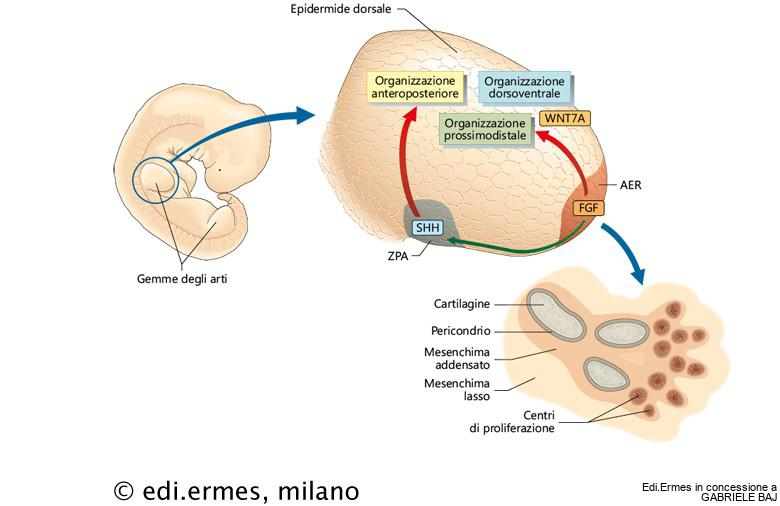 Epidermide dorsale
Organizzazione
anteroposteriore
Organizzazione
dorsoventrale
Organizzazione
prossimodistale
WNT7A
AER
FGF
SHH
ZPA
Gemme degli arti
Cartilagine
Pericondrio
Mesenchima
addensato
Mesenchima
lasso
Centri
di proliferazione
© edi.ermes, milano
Edi.Ermes in concessione a
GABRIELE BAJ